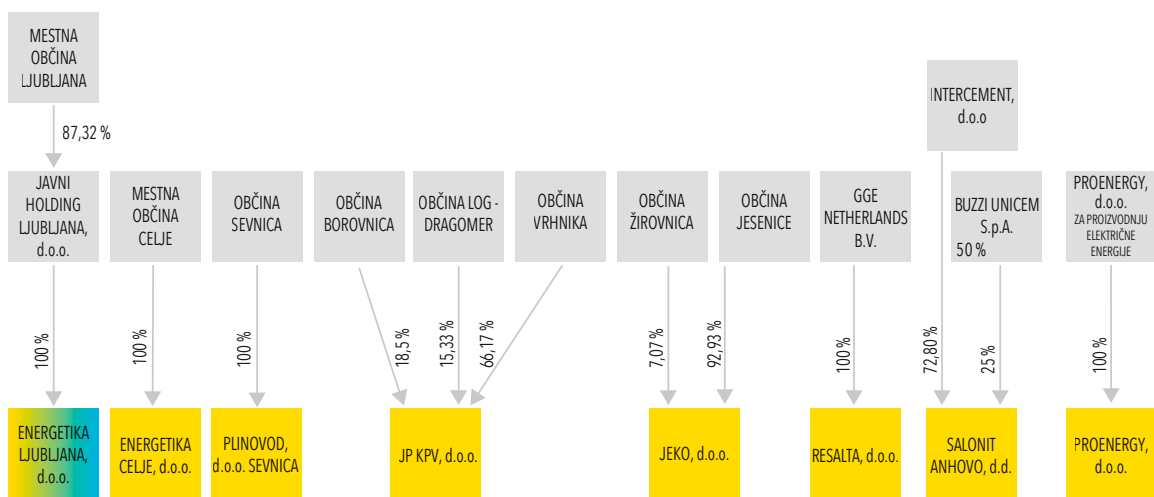 MESTNA
OBČINA
LJUBLJANA
87,32 %
INTERCEMENT,
d.o.o
JAVNI
HOLDING
LJUBLJANA,
d.o.o.
MESTNA
OBČINA
CELJE
OBČINA
SEVNICA
OBČINA
BOROVNICA
OBČINA LOG -
DRAGOMER
OBČINA
VRHNIKA
OBČINA
ŽIROVNICA
OBČINA
JESENICE
GGE
NETHERLANDS
B.V.
BUZZI UNICEM
S.p.A.
50 %
PROENERGY,
d.o.o.
ZA PROIZVODNJU
ELEKTRIČNE
ENERGIJE
100 %
100 %
100 %
18,5 %
15,33 %
66,17 %
7,07 %
92,93 %
100 %
72,80 %
25 %
100 %
ENERGETIKA
LJUBLJANA,
d.o.o.
ENERGETIKA
CELJE, d.o.o.
PLINOVOD,
d.o.o. SEVNICA
JP KPV, d.o.o.
JEKO, d.o.o.
RESALTA, d.o.o.
SALONIT
ANHOVO, d.d.
PROENERGY,
d.o.o.